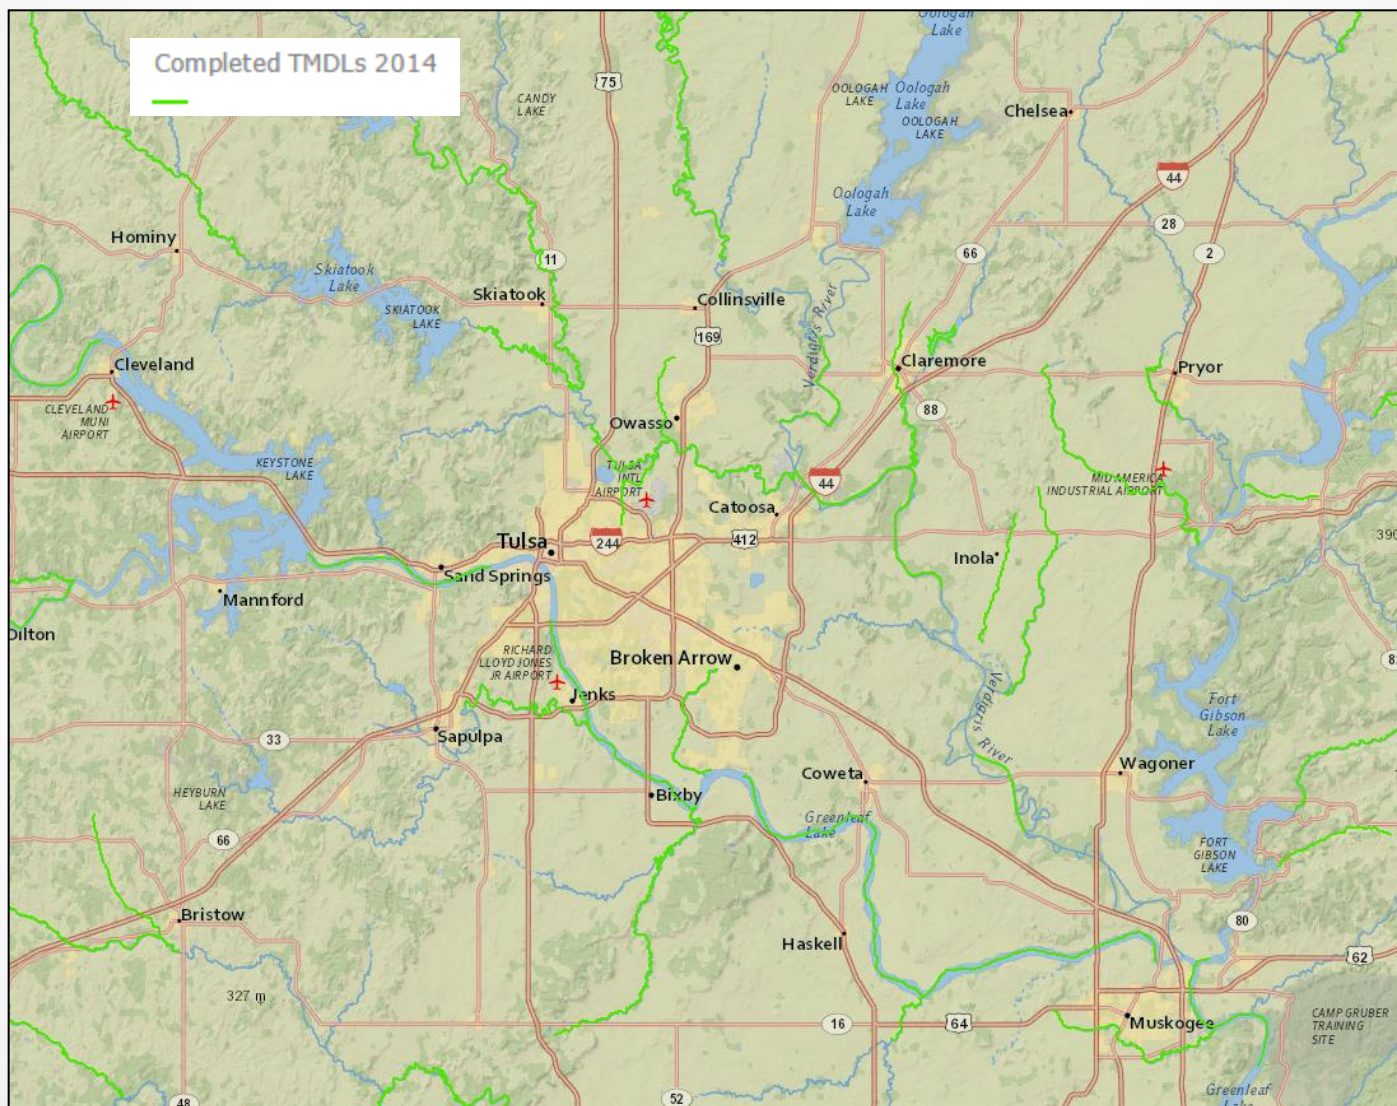 Completed TMDLs 2014
Oologah
Lake
75
CANDY
LAKE
OOLOGAH
LAKE
Oologah
Lake
OOLOGAH
LAKE
Chelsea
44
Oologah
Lake
28
Hominy
66
2
11
Skiatook
Lake
Skiatook
Collinsville
SKIATOOK
LAKE
Verdigris River
169
Cleveland
Claremore
Pryor
CLEVELAND
MUNI
AIRPORT
88
Owasso
KEYSTONE
LAKE
TULSA
INTL
AIRPORT
44
MID AMERICA
INDUSTRIAL AIRPORT
Catoosa
Tulsa
244
412
390
Inola
Sand Springs
Mannford
Oilton
RICHARD
LLOYD JONES
JR AIRPORT
Broken Arrow
8
Jenks
Verdigris River
Fort
Gibson
Lake
33
Sapulpa
Wagoner
Coweta
HEYBURN
LAKE
Bixby
Greenleaf
Lake
66
FORT
GIBSON
LAKE
Bristow
80
Haskell
62
327 m
16
64
Muskogee
CAMP GRUBER
TRAINING
SITE
48
52
Greenleaf
Lake